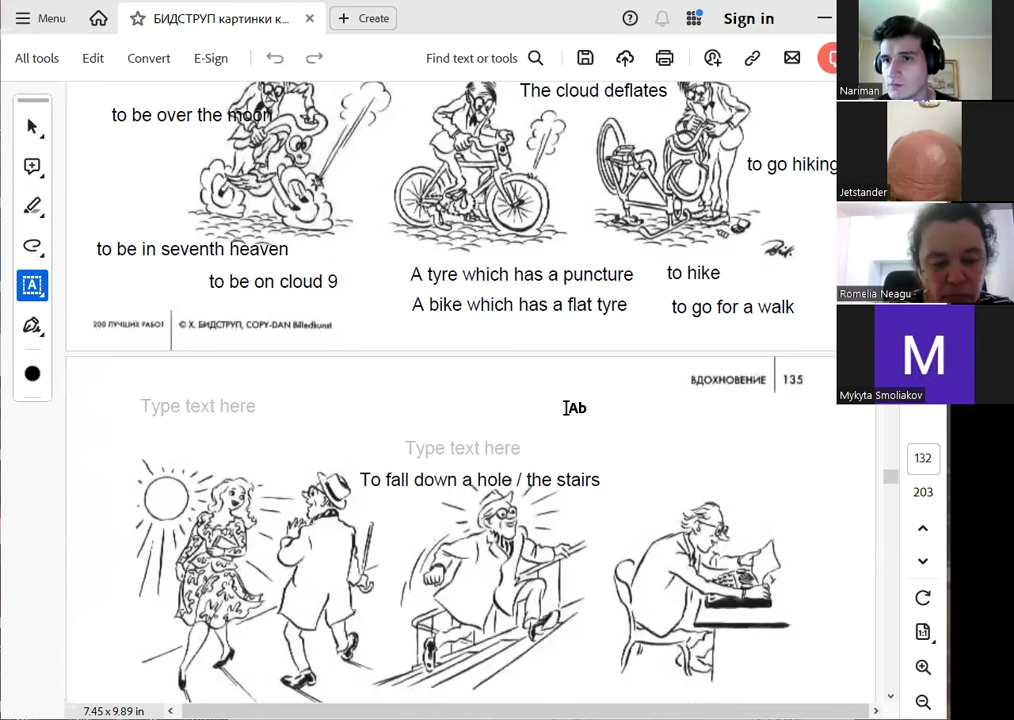 Menu
БИДСТРУП картинки к...
Create
Sign in
All tools
Edit
Convert
E-Sign
Find text or tools
Nariman
The cloud deflates
to be over the moon
to go hiking
Jetstander
to be in seventh heaven
A tyre which has a puncture
to hike
to be on cloud 9
A bike which has a flat tyre
to go for a walk
Romelia Neagu
200 ЛУЧШИХ РАБОТ
© Х. БИДСТРУП, COPY-DAN Billedkunst
M
Mykyta Smoliakov
ВДОХНОВЕНИЕ 135
Type text here
Ab
Type text here
To fall down a hole / the stairs
132
203
1:1
7.45 x 9.89 in